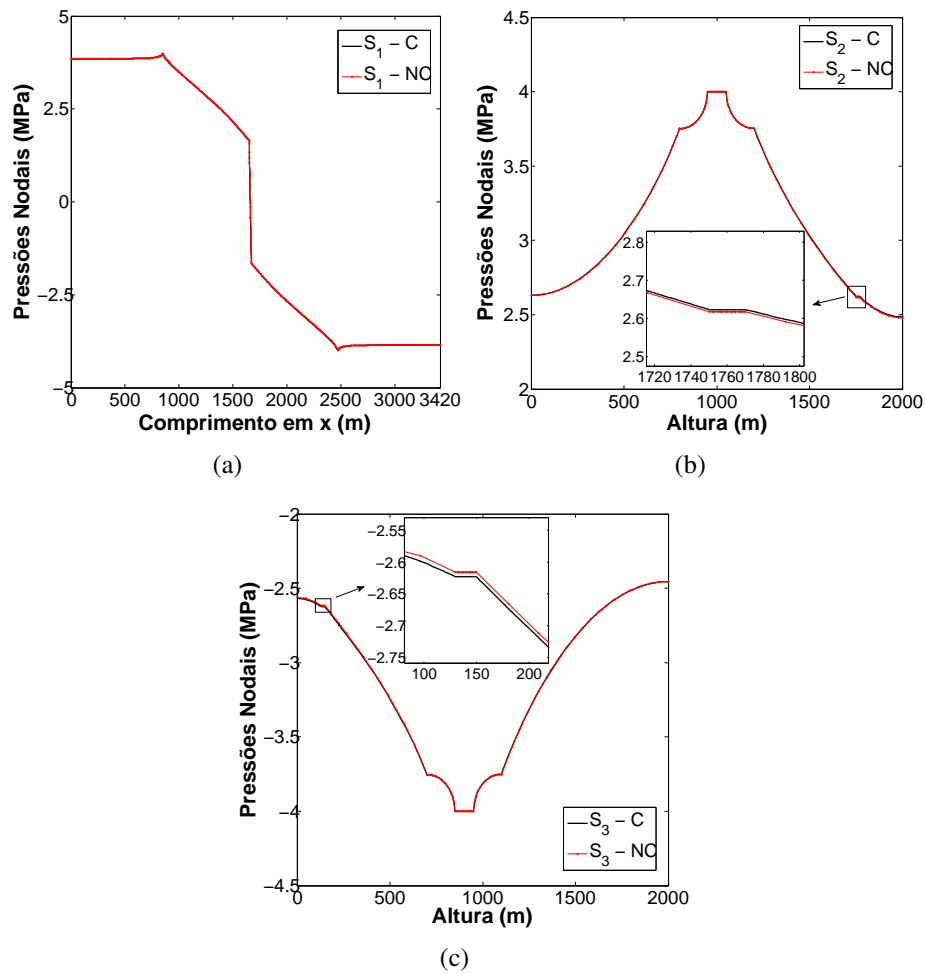 5
2.5
0
−2.5
−5
Pressões Nodais (MPa)
S1 − C
S1 − NC
0 500 1000 1500 2000 2500 3000 3420
Comprimento em x (m)
(a)
4.5
4
3.5
3
2.5
2
Pressões Nodais (MPa)
S2 − C
S2 − NC
2.8
2.7
2.6
2.5
1720 1740 1760 1780 1800
0 500 1000 1500 2000
Altura (m)
(b)
−2
−2.5
−3
−3.5
−4
−4.5
Pressões Nodais (MPa)
−2.55
−2.6
−2.65
−2.7
−2.75
100 150 200
S3 − C
S3 − NC
0 500 1000 1500 2000
Altura (m)
(c)